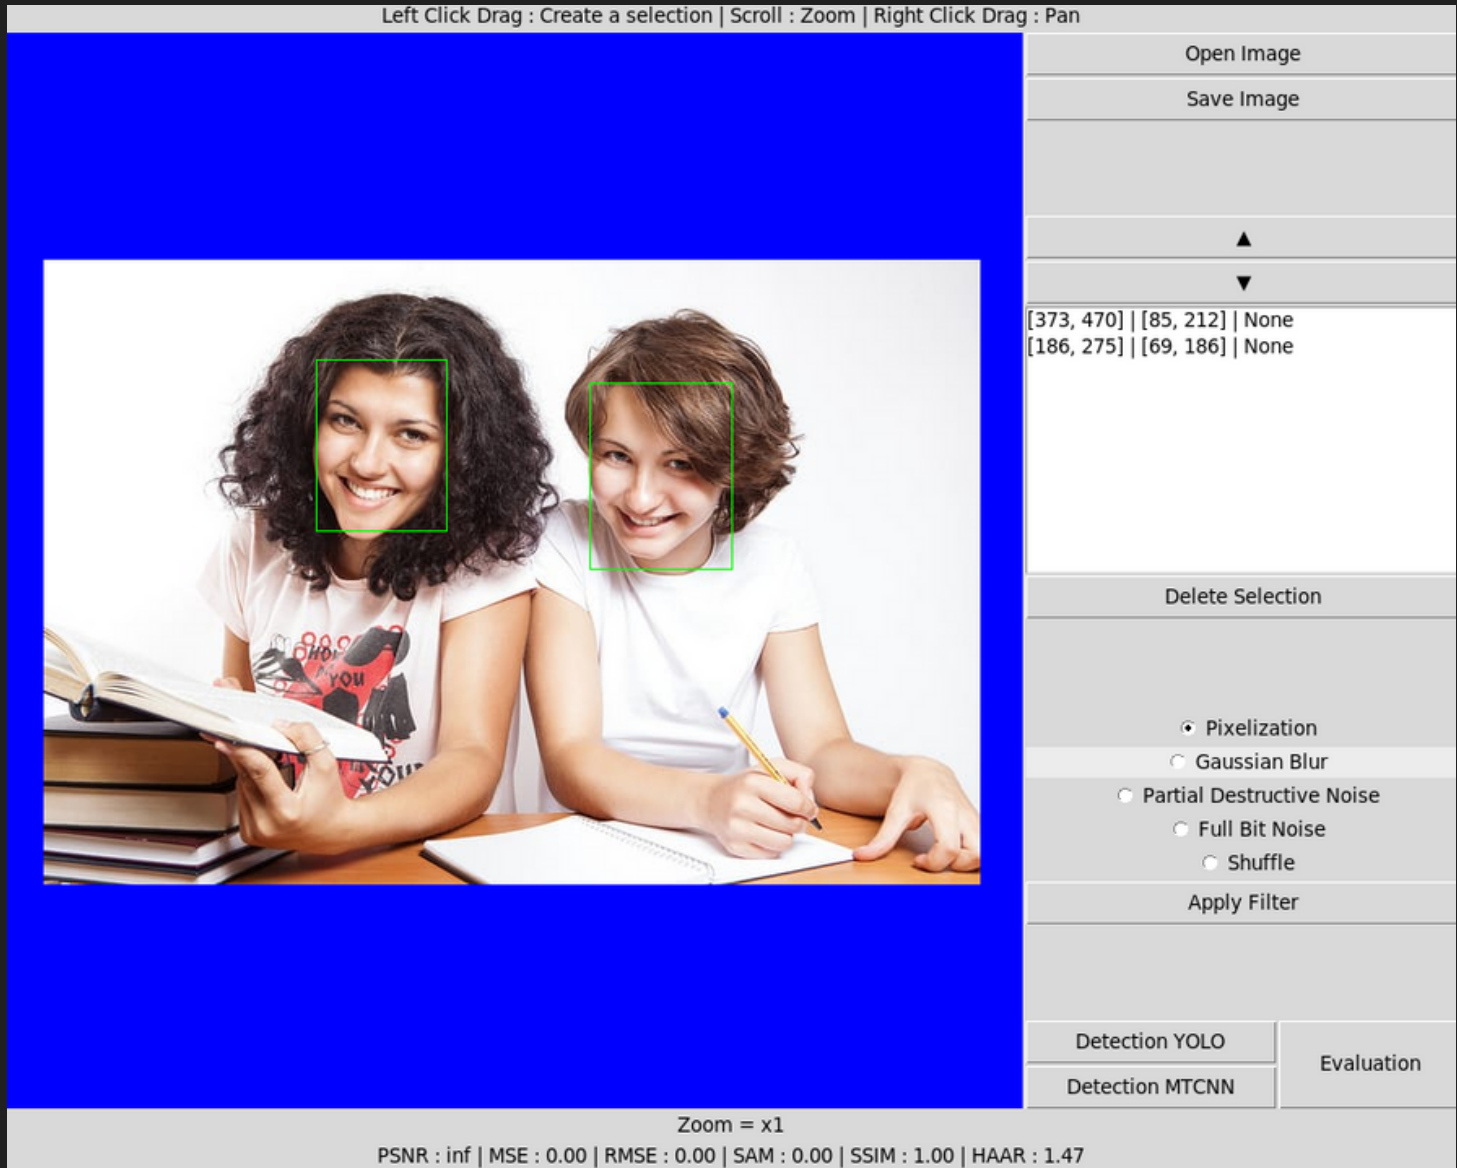 Left Click Drag : Create a selection | Scroll : Zoom | Right Click Drag : Pan
Open Image
Save Image
▲
▼
[373, 470] | [85, 212] | None
[186, 275] | [69, 186] | None
Delete Selection
HOW
YOU
YOUR
Pixelization
Gaussian Blur
Partial Destructive Noise
Full Bit Noise
Shuffle
Apply Filter
Detection YOLO
Detection MTCNN
Evaluation
Zoom = x1
PSNR : inf | MSE : 0.00 | RMSE : 0.00 | SAM : 0.00 | SSIM : 1.00 | HAAR : 1.47